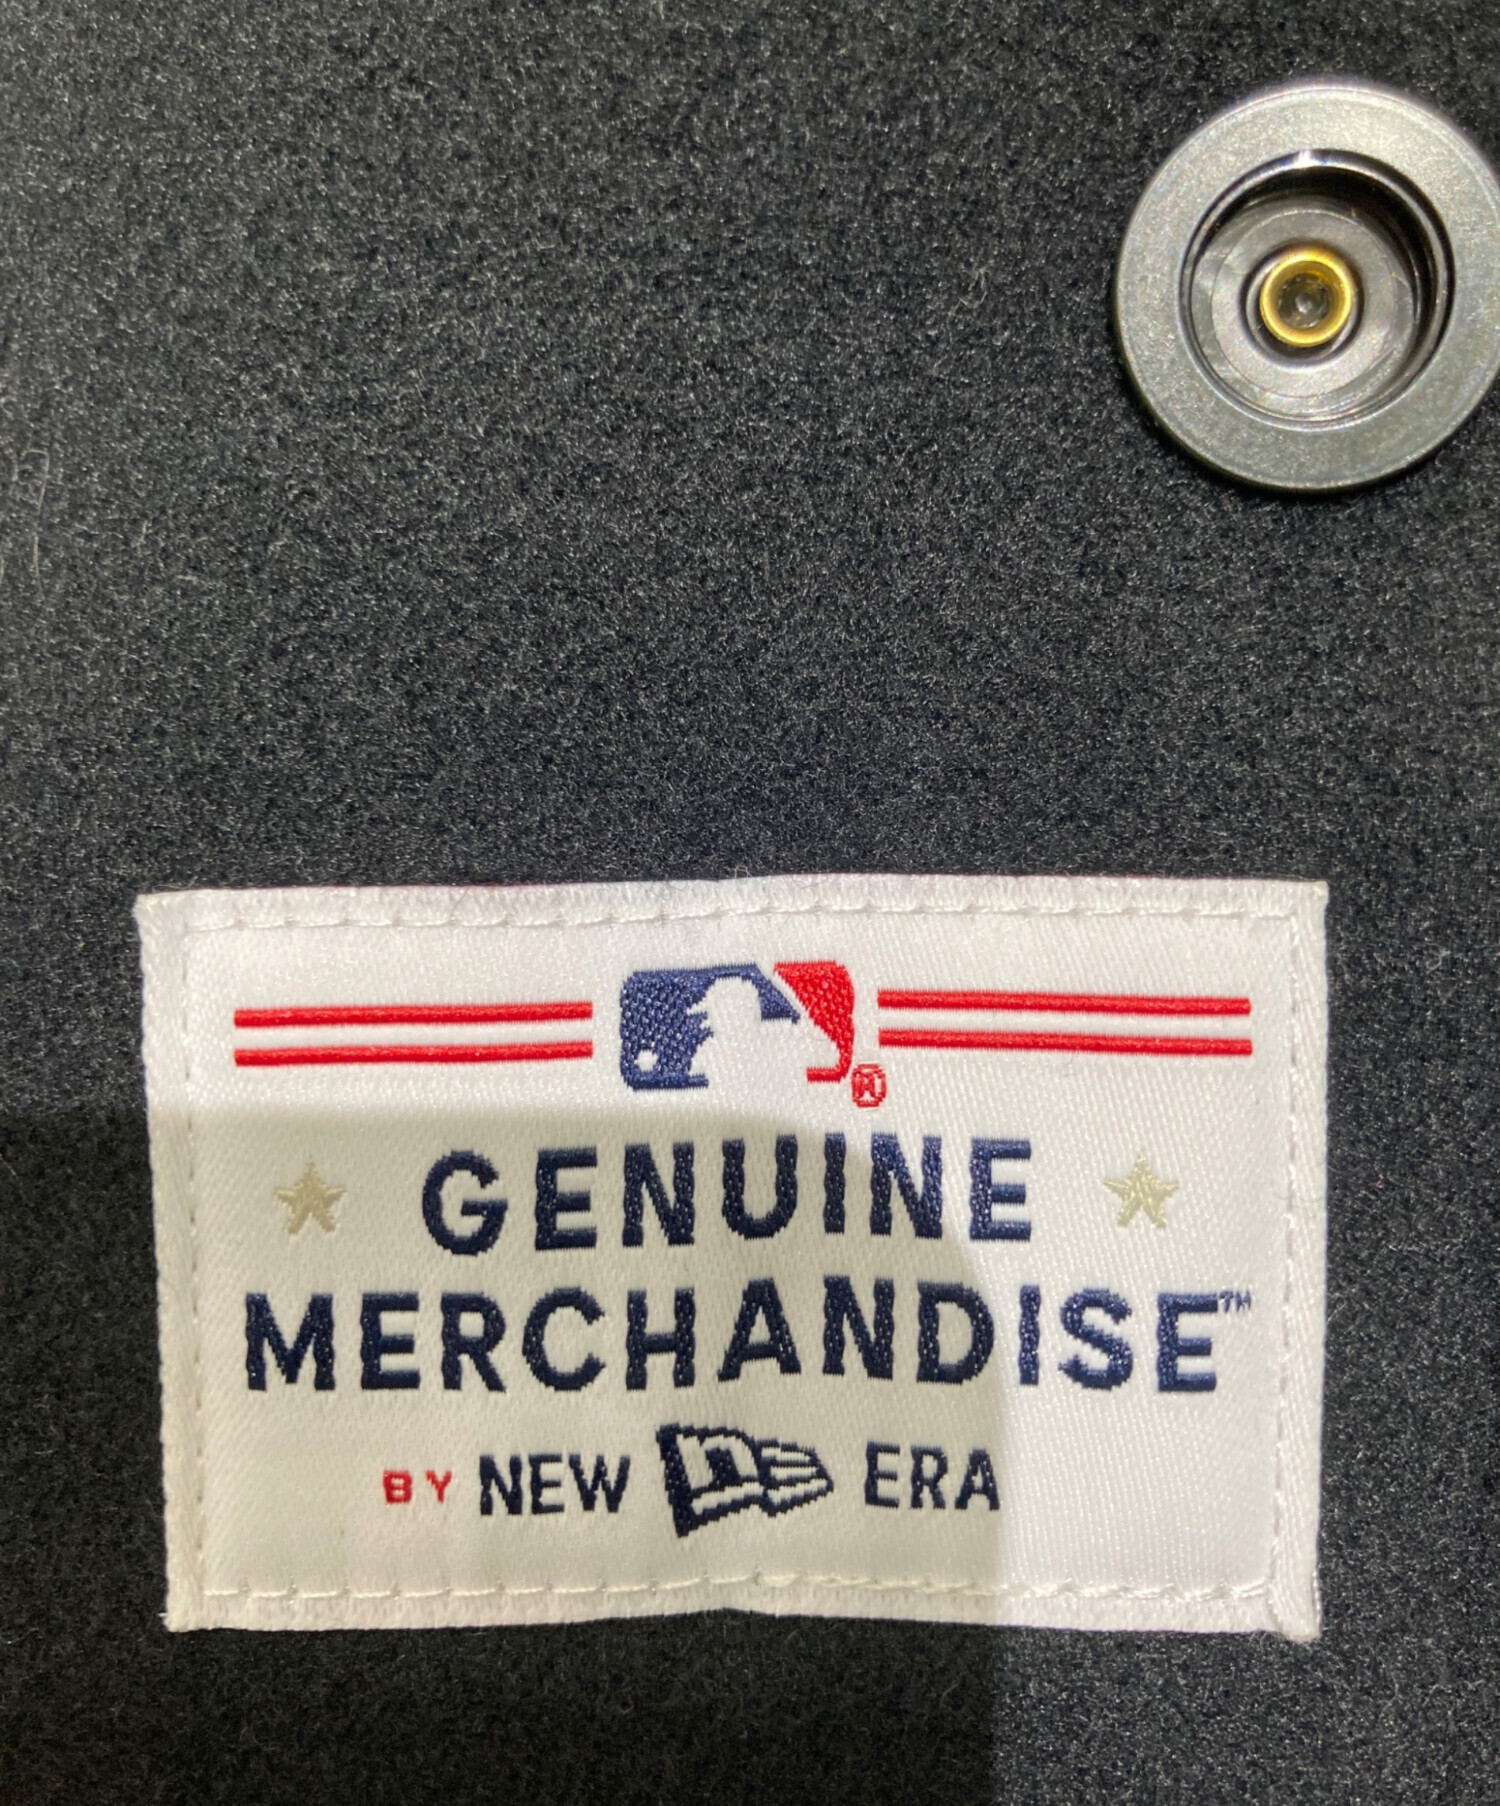 ®
GENUINE
MERCHANDISE™
BY NEW ERA